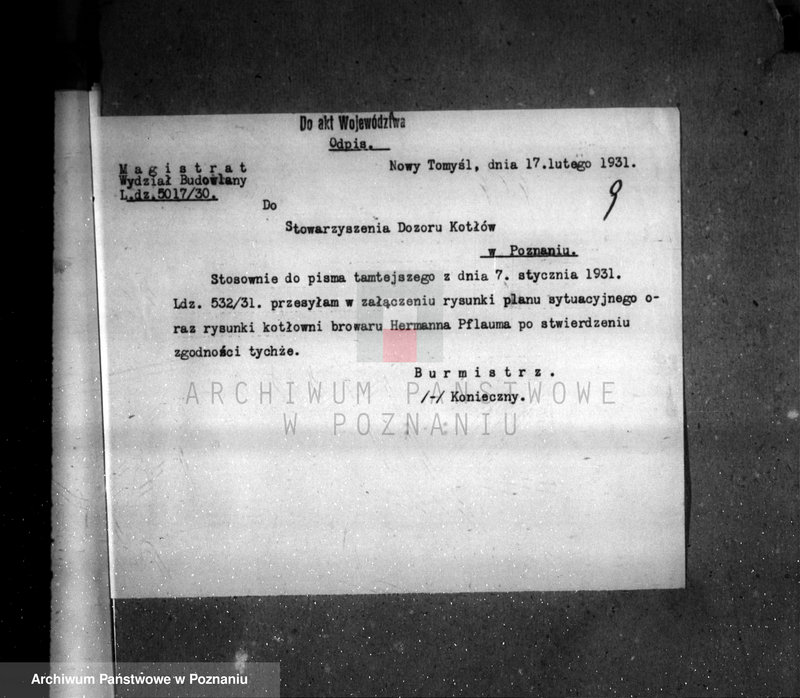 Do akt Województwa
Odpis.
Nowy Tomyśl, dnia 17.lutego 1931.
Magistrat
Wydział Budowlany
L.dz.5017/30.
9
Do
Stowarzyszenia Dozoru Kotłów
w Poznaniu.
Stosownie do pisma tamtejszego z dnia 7. stycznia 1931.
Ldz. 532/31. przesyłam w załączeniu rysunki planu sytuacyjnego o-
raz rysunki kotłowni browaru Hermanna Pflauma po stwierdzeniu
zgodności tychże.
Burmistrz.
/-/ Konieczny.
ARCHIWUM PAŃSTWOWE
W POZNANIU
Archiwum Państwowe w Poznaniu